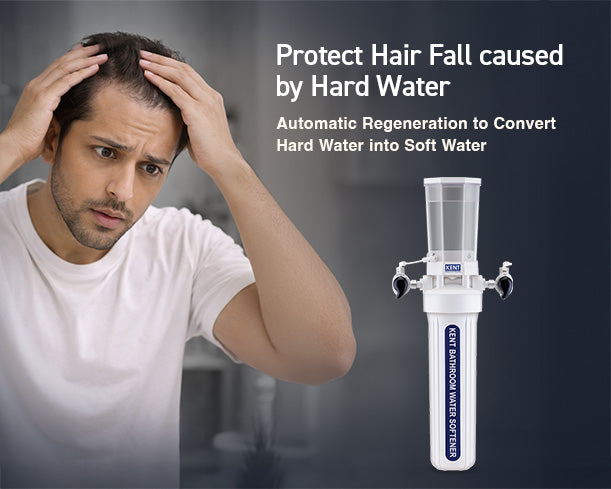 Protect Hair Fall caused
by Hard Water
Automatic Regeneration to Convert
Hard Water into Soft Water
KENT
KENT BATHROOM WATER SOFTENER